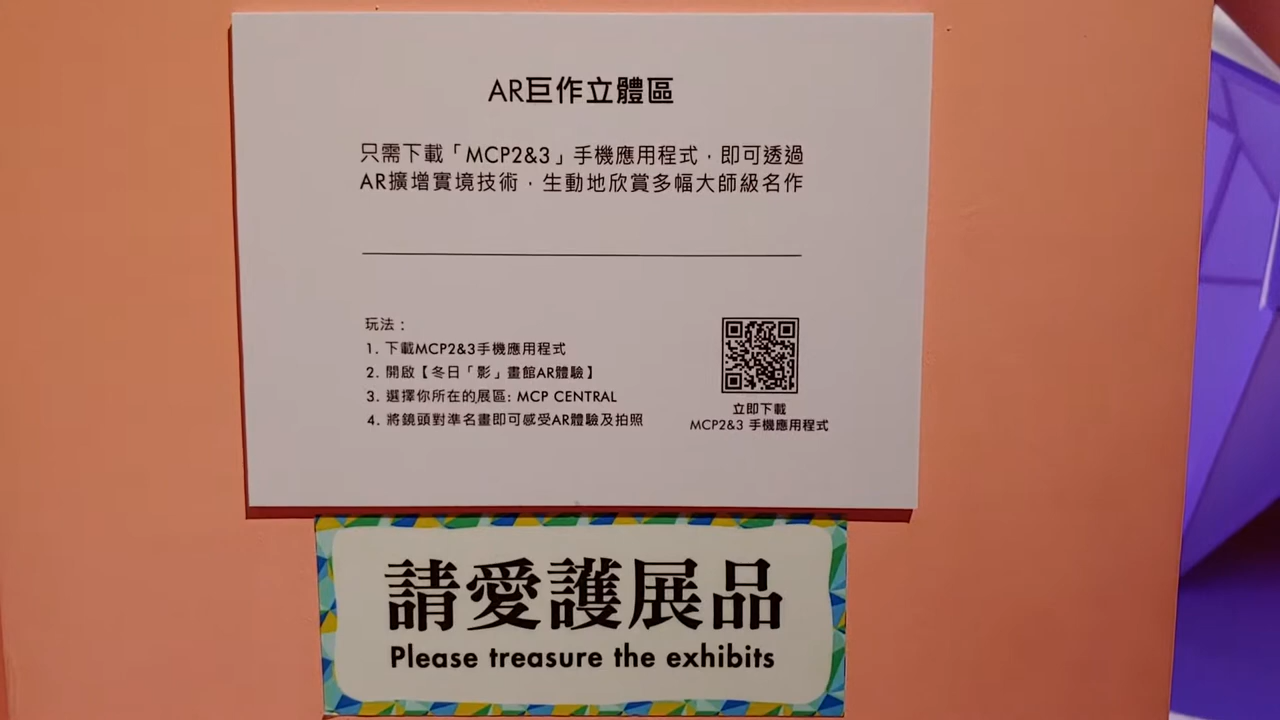 AR巨作立體區
只需下載「MCP2&3」手機應用程式，即可透過
AR擴增實境技術，生動地欣賞多幅大師級名作
玩法：
1. 下載MCP2&3手機應用程式
2. 開啟【冬日「影」畫館AR體驗】
3. 選擇你所在的展區: MCP CENTRAL
4. 將鏡頭對準名畫即可感受AR體驗及拍照
立即下載
MCP2&3 手機應用程式
請愛護展品
Please treasure the exhibits